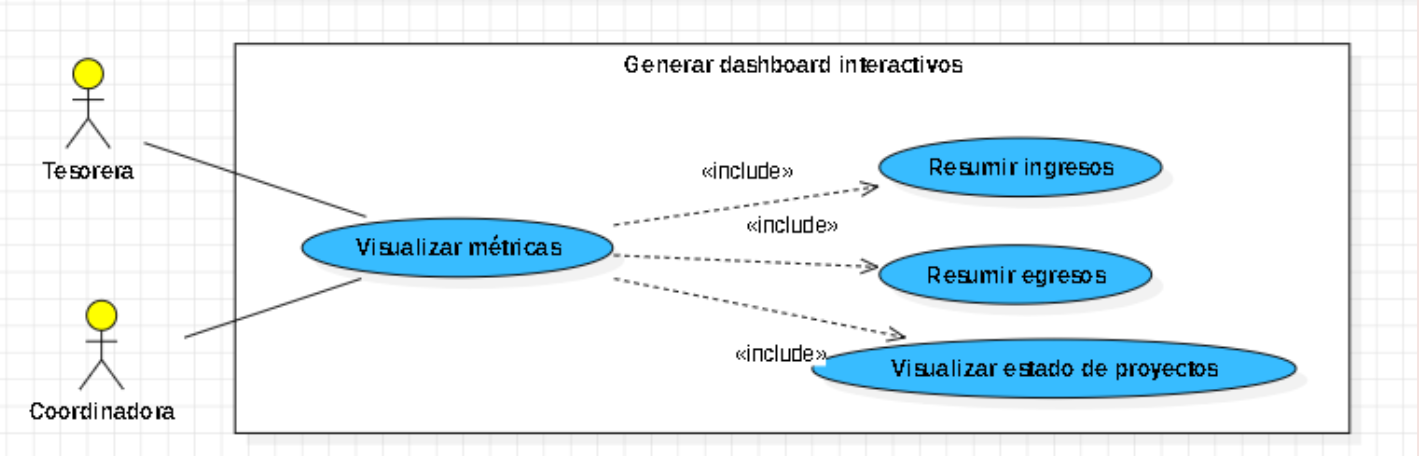 Generar dashboard interactivos
Tesorera
«include»
Resumir ingresos
«include»
Visualizar métricas
Resumir egresos
«include»
Visualizar estado de proyectos
Coordinadora